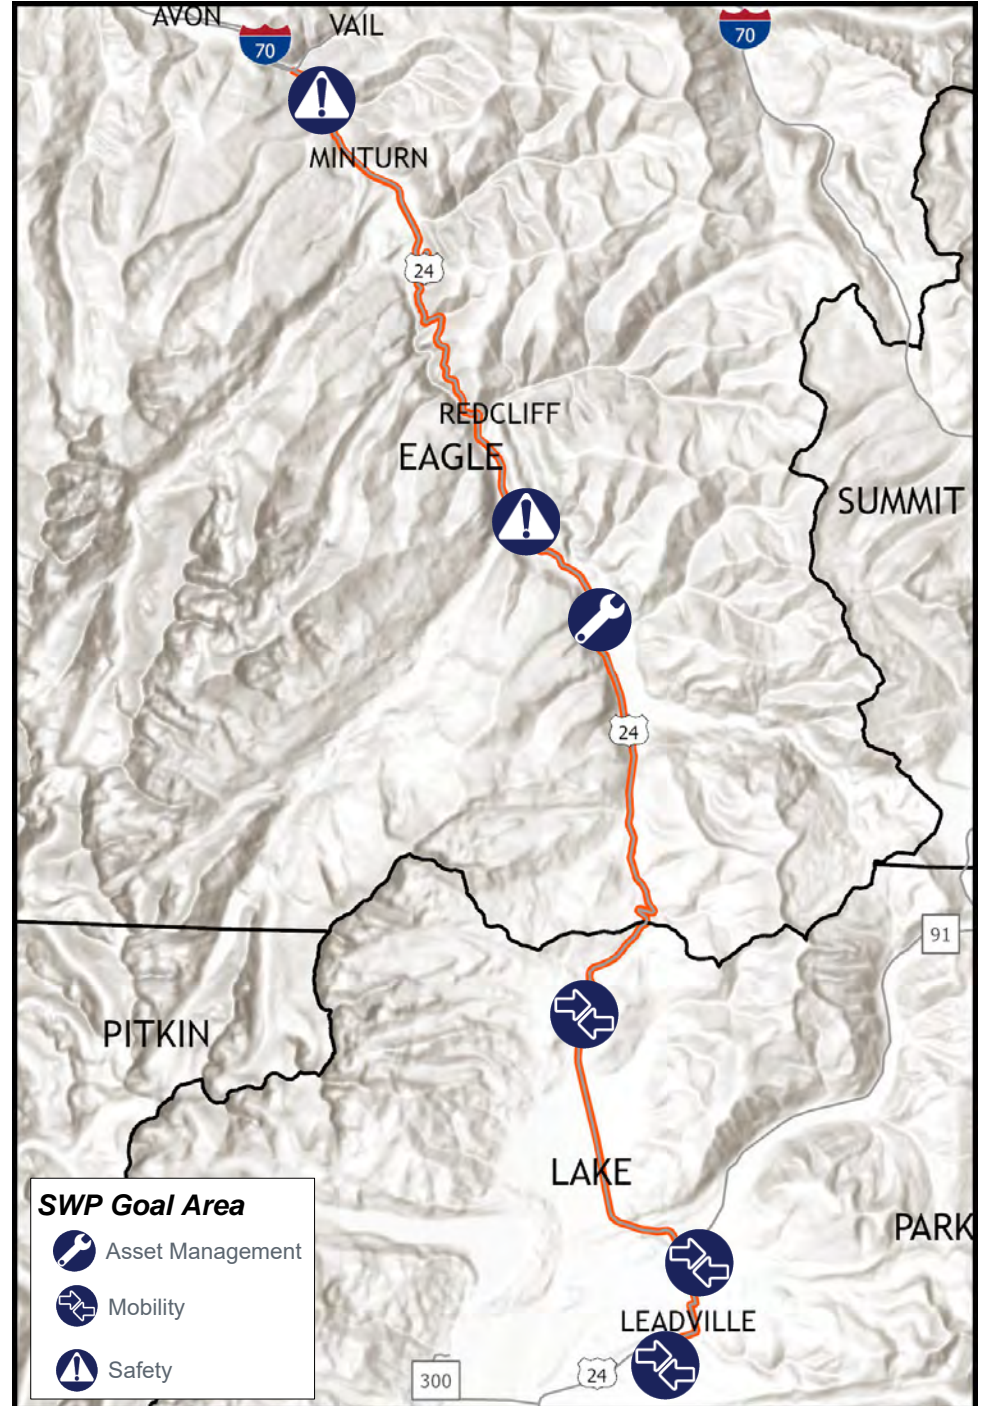 AVON
VAIL
70
70
MINTURN
24
REDCLIFF
EAGLE
SUMMIT
24
91
PITKIN
LAKE
SWP Goal Area
Asset Management
Mobility
Safety
PARK
LEADVILLE
300
24